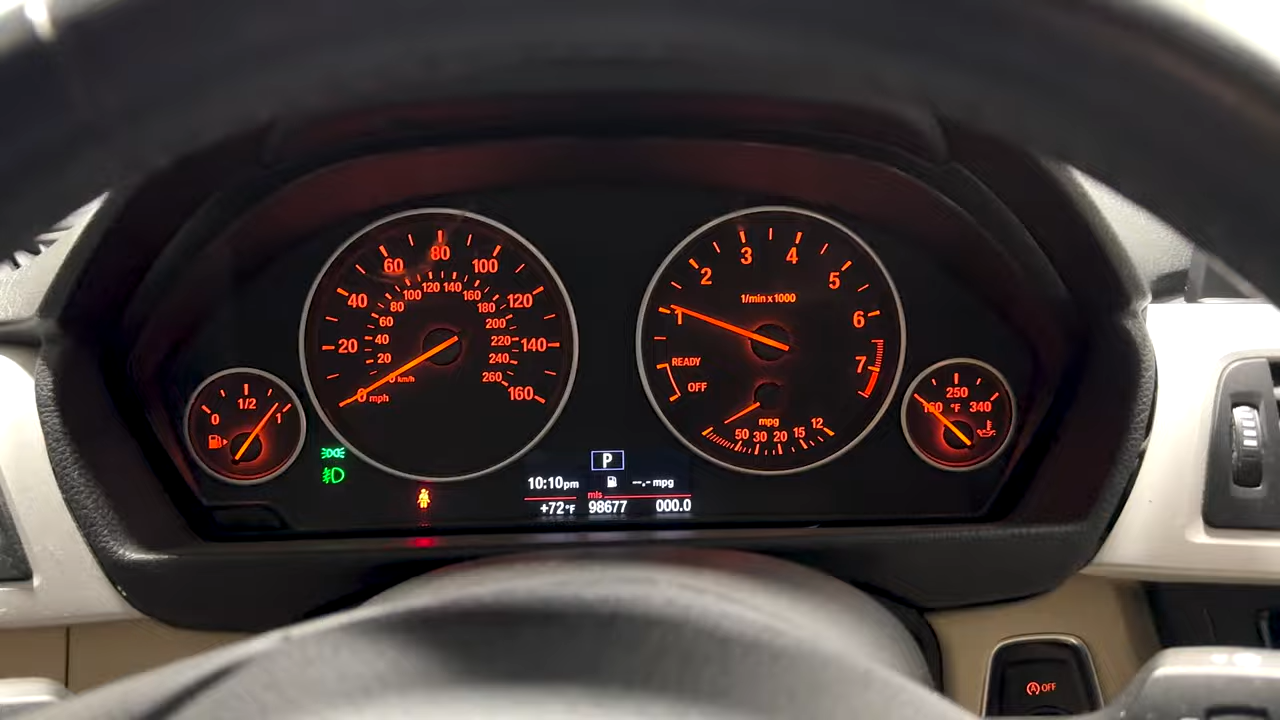 0 1/2 1
0 20 40 60 80 100 120 140 160
mph
0 20 40 60 80 100 120 140 160 180 200 220 240 260
km/h
1 2 3 4 5 6 7
1/min x 1000
READY
OFF
mpg
50 30 20 15 12
160 250 340
°F
P
10:10pm --.- mpg
mls
+72°F 98677 000.0
A OFF